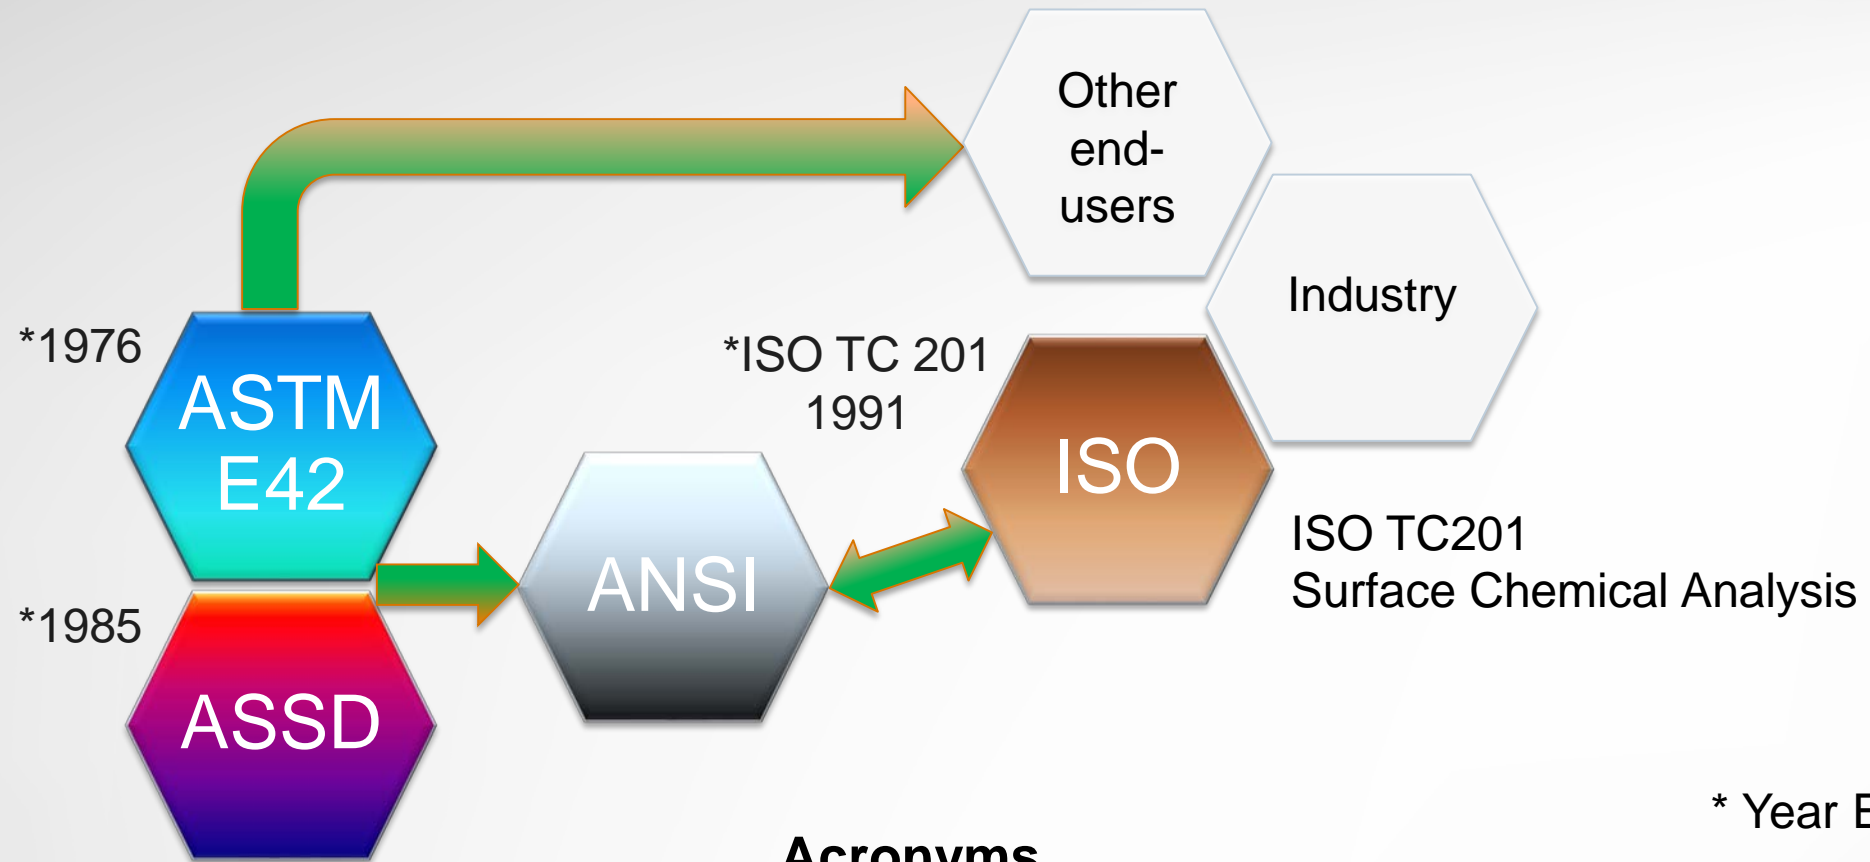 Other
end-
users
Industry
*1976
ASTM
E42
*ISO TC 201
1991
ISO
ANSI
ISO TC201
Surface Chemical Analysis
*1985
ASSD
* Year
Acronyms